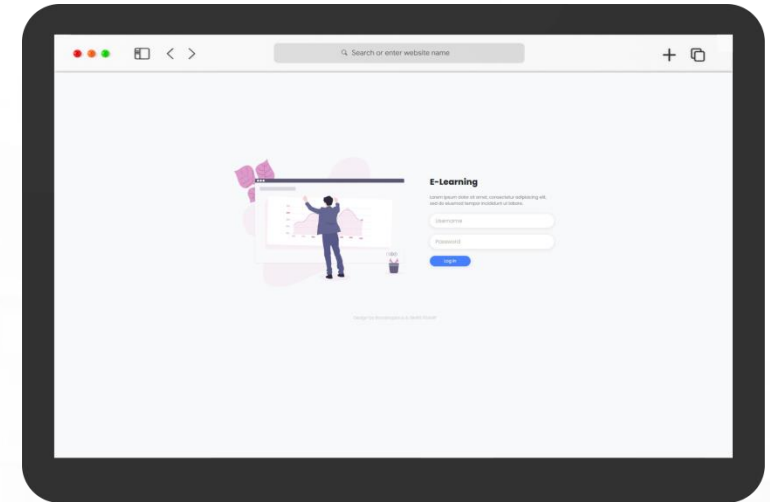 Search or enter website name
E-Learning
Lorem ipsum dolor sit amet, consectetur adipiscing elit,
sed do eiusmod tempor incididunt ut labore.
Username
Password
Log In